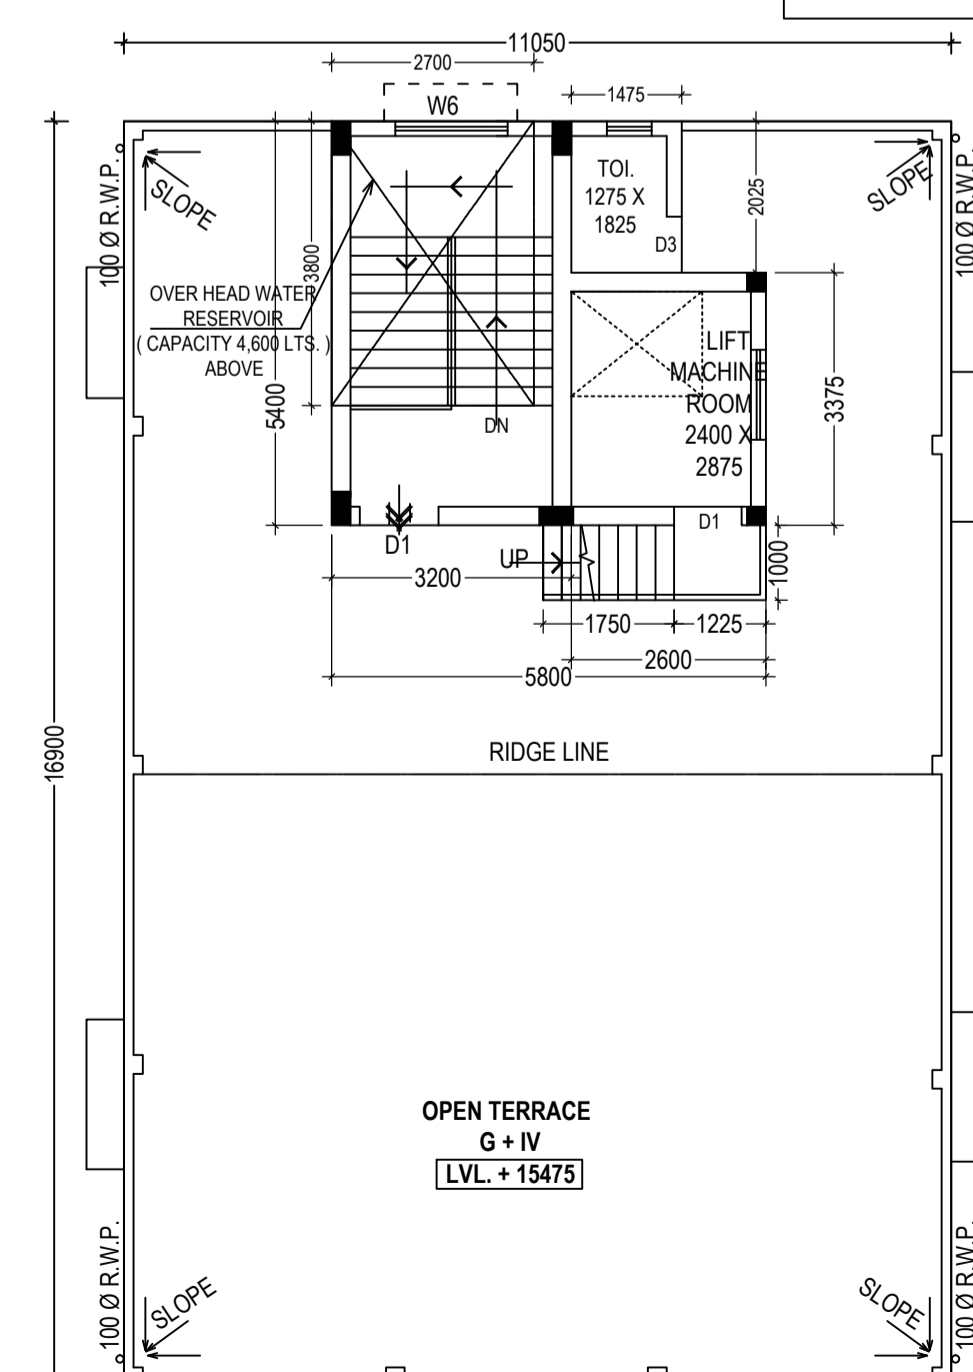 11050
2700
W6
1475
100 Ø R.W.P.
SLOPE
TOI.
1275 X
1825
D3
2025
SLOPE
100 Ø R.W.P.
3800
OVER HEAD WATER
RESERVOIR
( CAPACITY 4,600 LTS. )
ABOVE
5400
DN
LIFT
MACHINE
ROOM
2400 X
2875
3375
D1
D1
UP
1000
3200
1750
1225
2600
5800
16900
RIDGE LINE
OPEN TERRACE
G + IV
LVL. + 15475
100 Ø R.W.P.
SLOPE
SLOPE
100 Ø R.W.P.